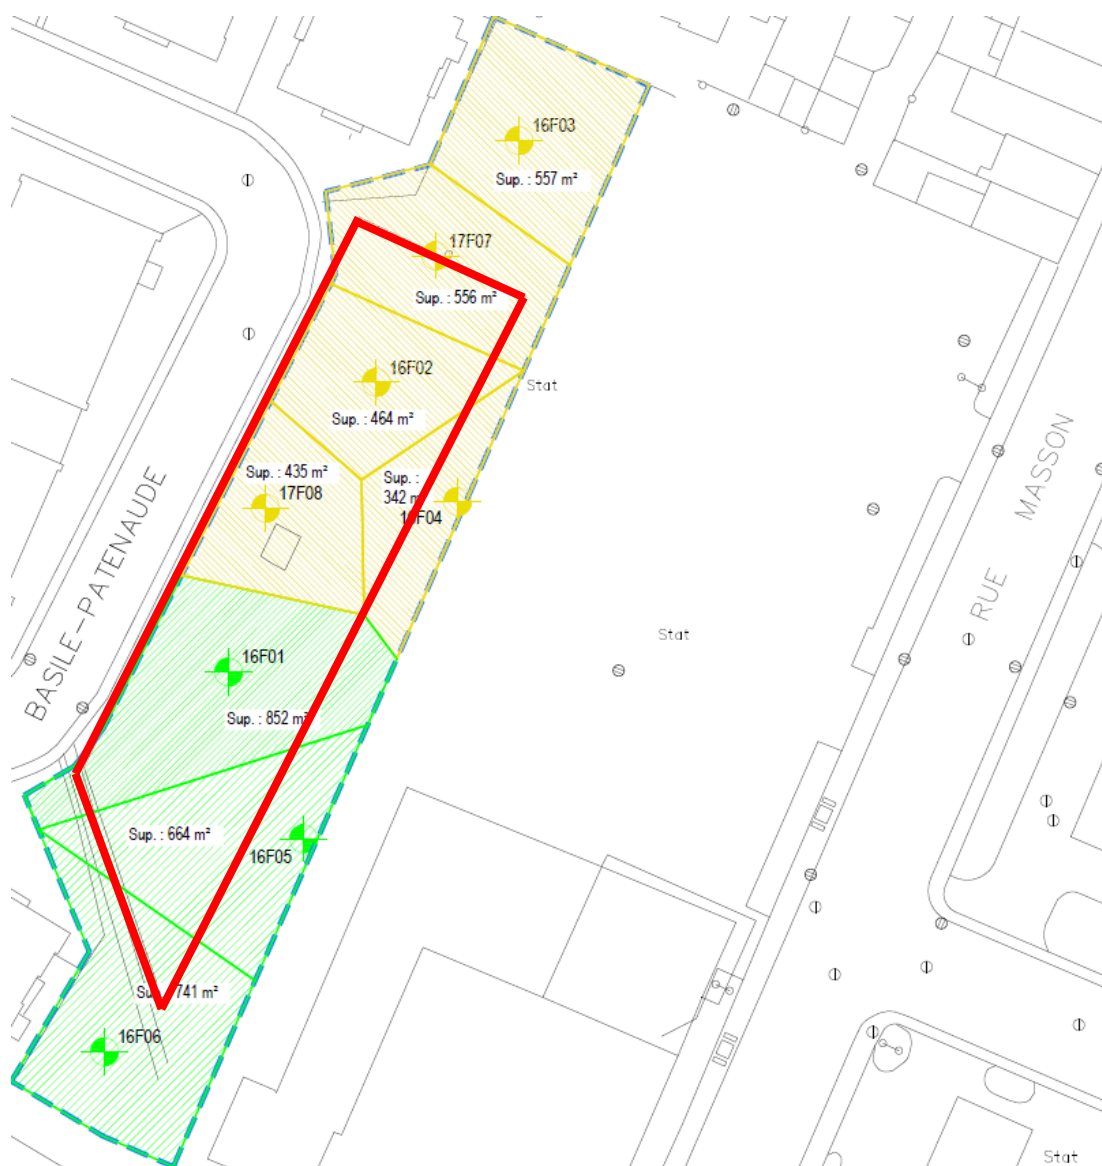 16F03
Sup. : 557 m²
17F07
Sup. : 556 m²
16F02
Stat
Sup. : 464 m²
Sup. : 435 m²
17F08
Sup. :
342 m
F04
MASSON
RUE
BASILE-PATENAUDE
Stat
16F01
Sup. : 852 m²
Sup. : 664 m²
16F05
741 m²
16F06
Stat